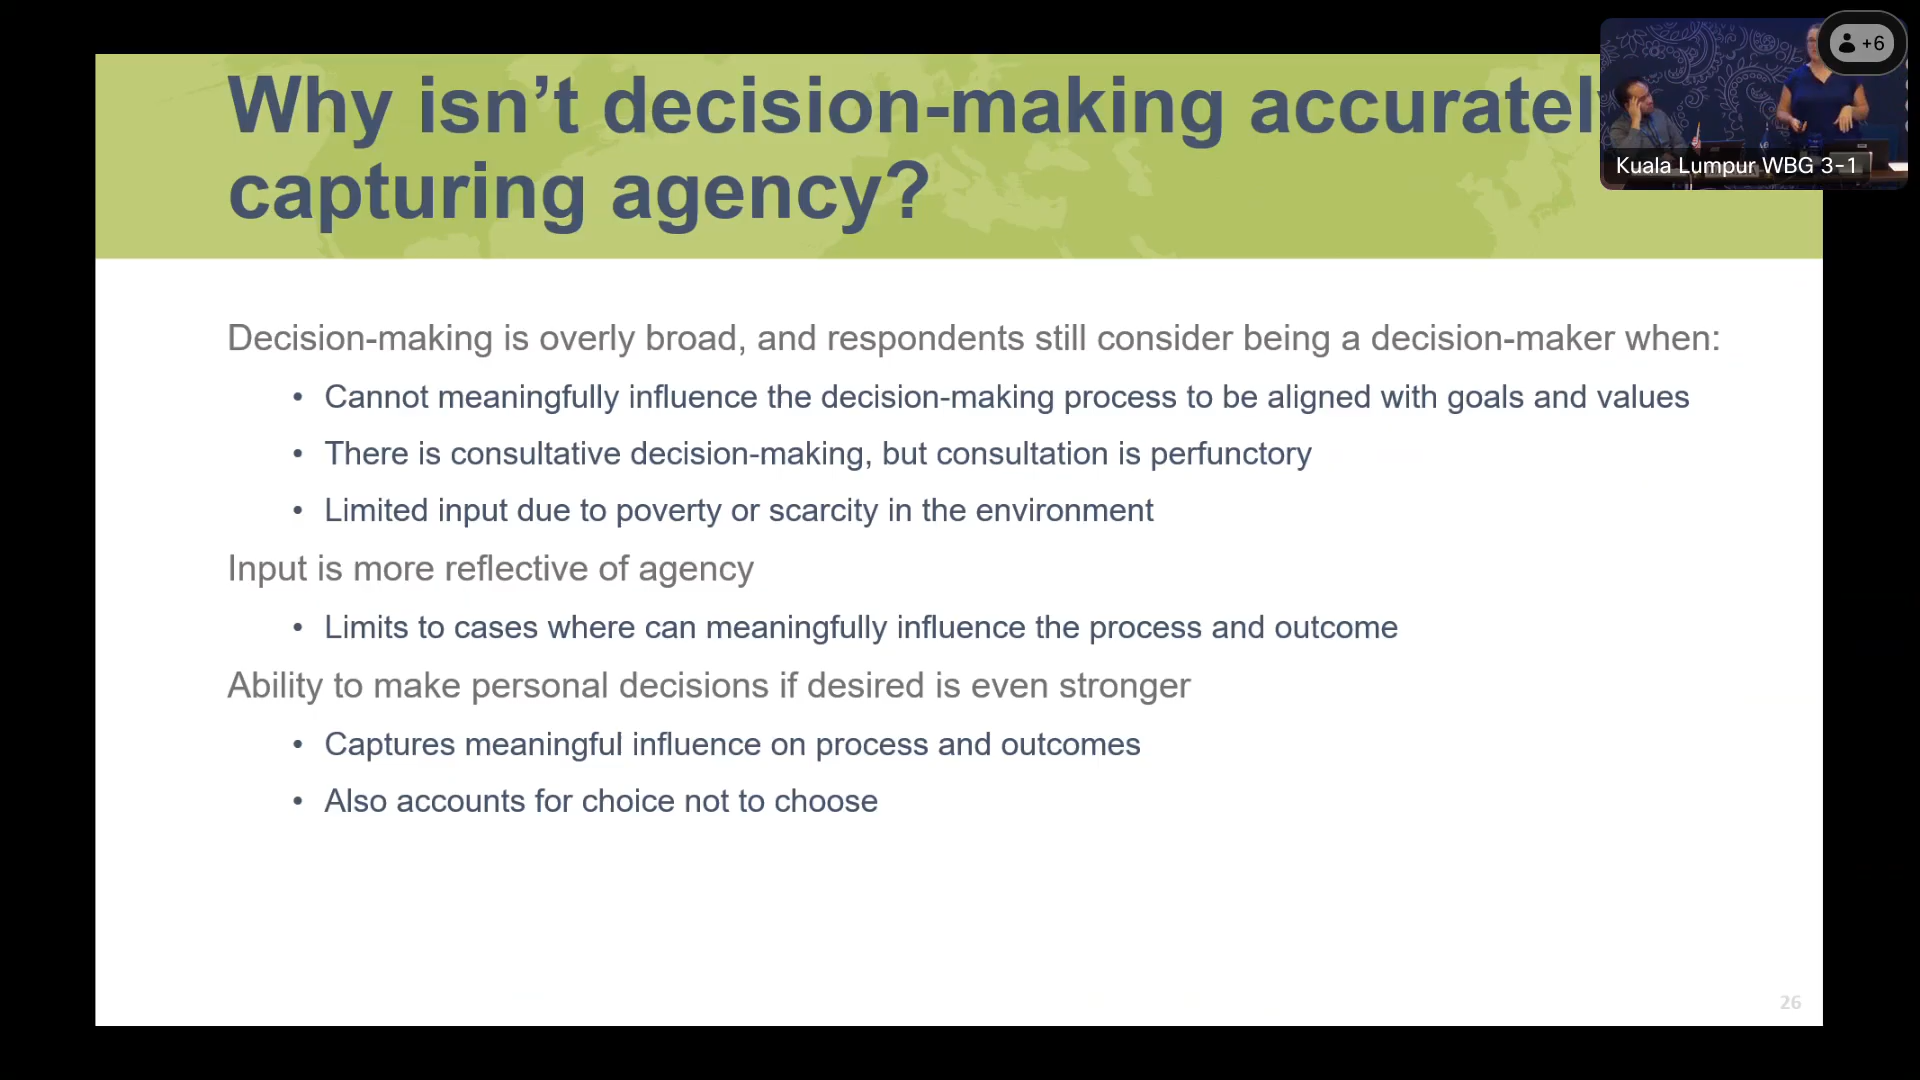 Why isn’t decision-making accurately
capturing agency?
+6
Kuala Lumpur WBG 3-1
Decision-making is overly broad, and respondents still consider being a decision-maker when:
• Cannot meaningfully influence the decision-making process to be aligned with goals and values
• There is consultative decision-making, but consultation is perfunctory
• Limited input due to poverty or scarcity in the environment
Input is more reflective of agency
• Limits to cases where can meaningfully influence the process and outcome
Ability to make personal decisions if desired is even stronger
• Captures meaningful influence on process and outcomes
• Also accounts for choice not to choose
26